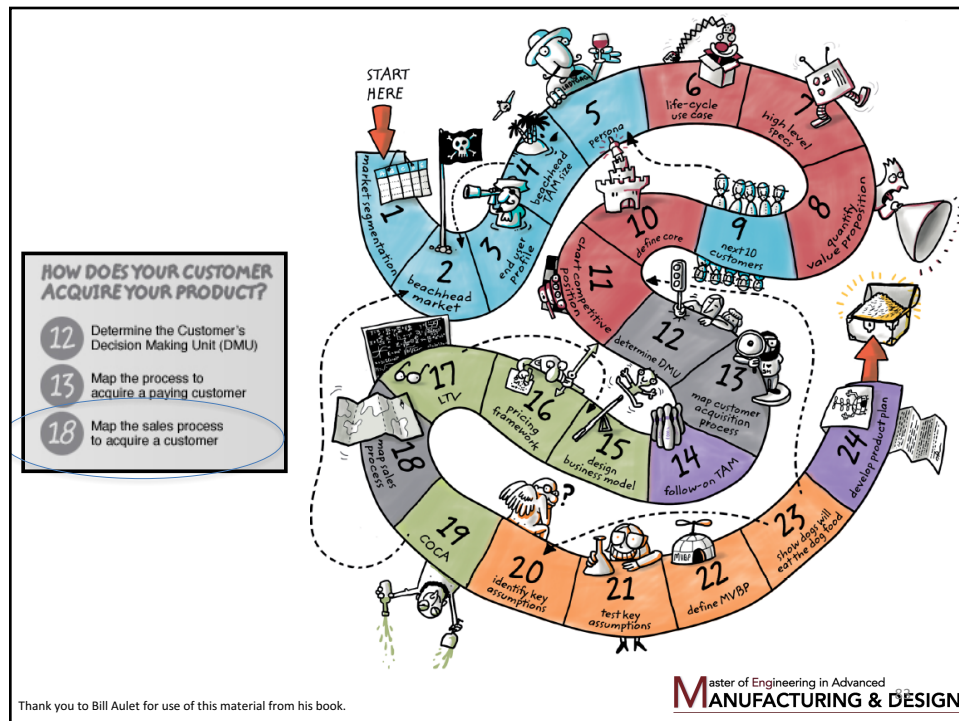 START
HERE
1
market segmentation
2
beachhead
market
3
end user
profile
4
beachhead
TAM size
5
persona
6
life-cycle
use case
7
high level
specs
8
quantify
value proposition
9
next 10
customers
10
define core
11
chart competitive
position
12
determine DMU
13
map customer
acquisition
process
14
follow-on TAM
15
design
business model
16
pricing
framework
17
LTV
18
map sales
process
19
COCA
20
identify key
assumptions
?
21
test key
assumptions
22
define MVBP
MVBP
23
show dogs will
eat the dog food
24
develop product plan
HOW DOES YOUR CUSTOMER
ACQUIRE YOUR PRODUCT?
12 Determine the Customer's
Decision Making Unit (DMU)
13 Map the process to
acquire a paying customer
18 Map the sales process
to acquire a customer
Thank you to Bill Aulet for use of this material from his book.
Master of Engineering in Advanced
MANUFACTURING & DESIGN